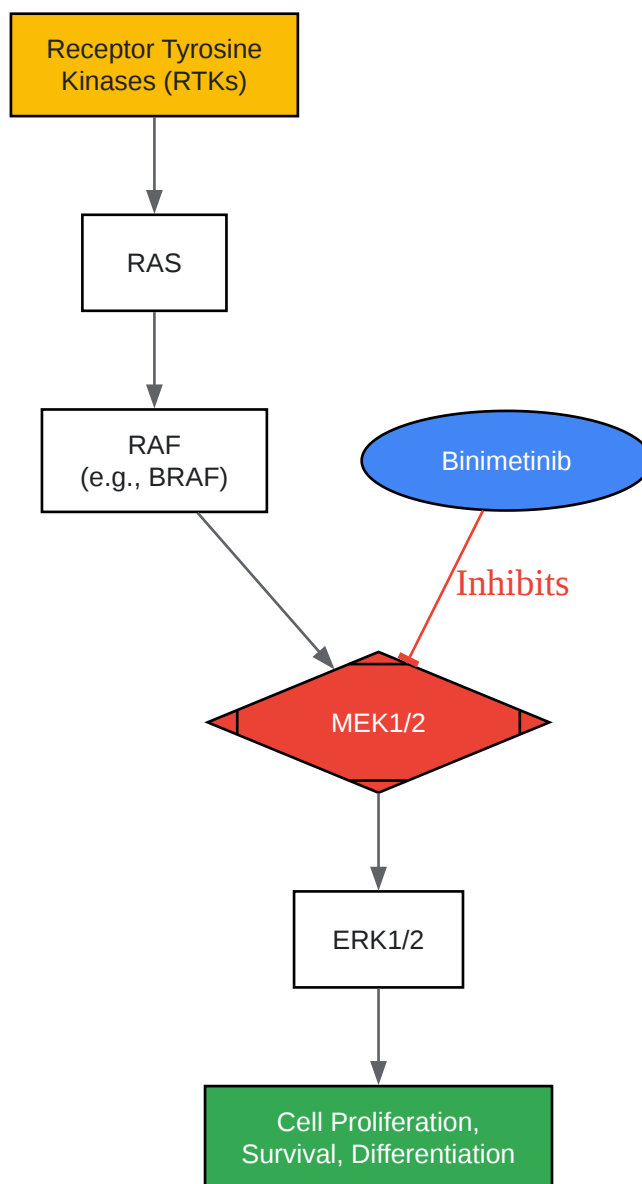 Receptor Tyrosine
Kinases (RTKs)
RAS
RAF
(e.g., BRAF)
Binimetinib
Inhibits
MEK1/2
ERK1/2
Cell Proliferation,
Survival, Differentiation